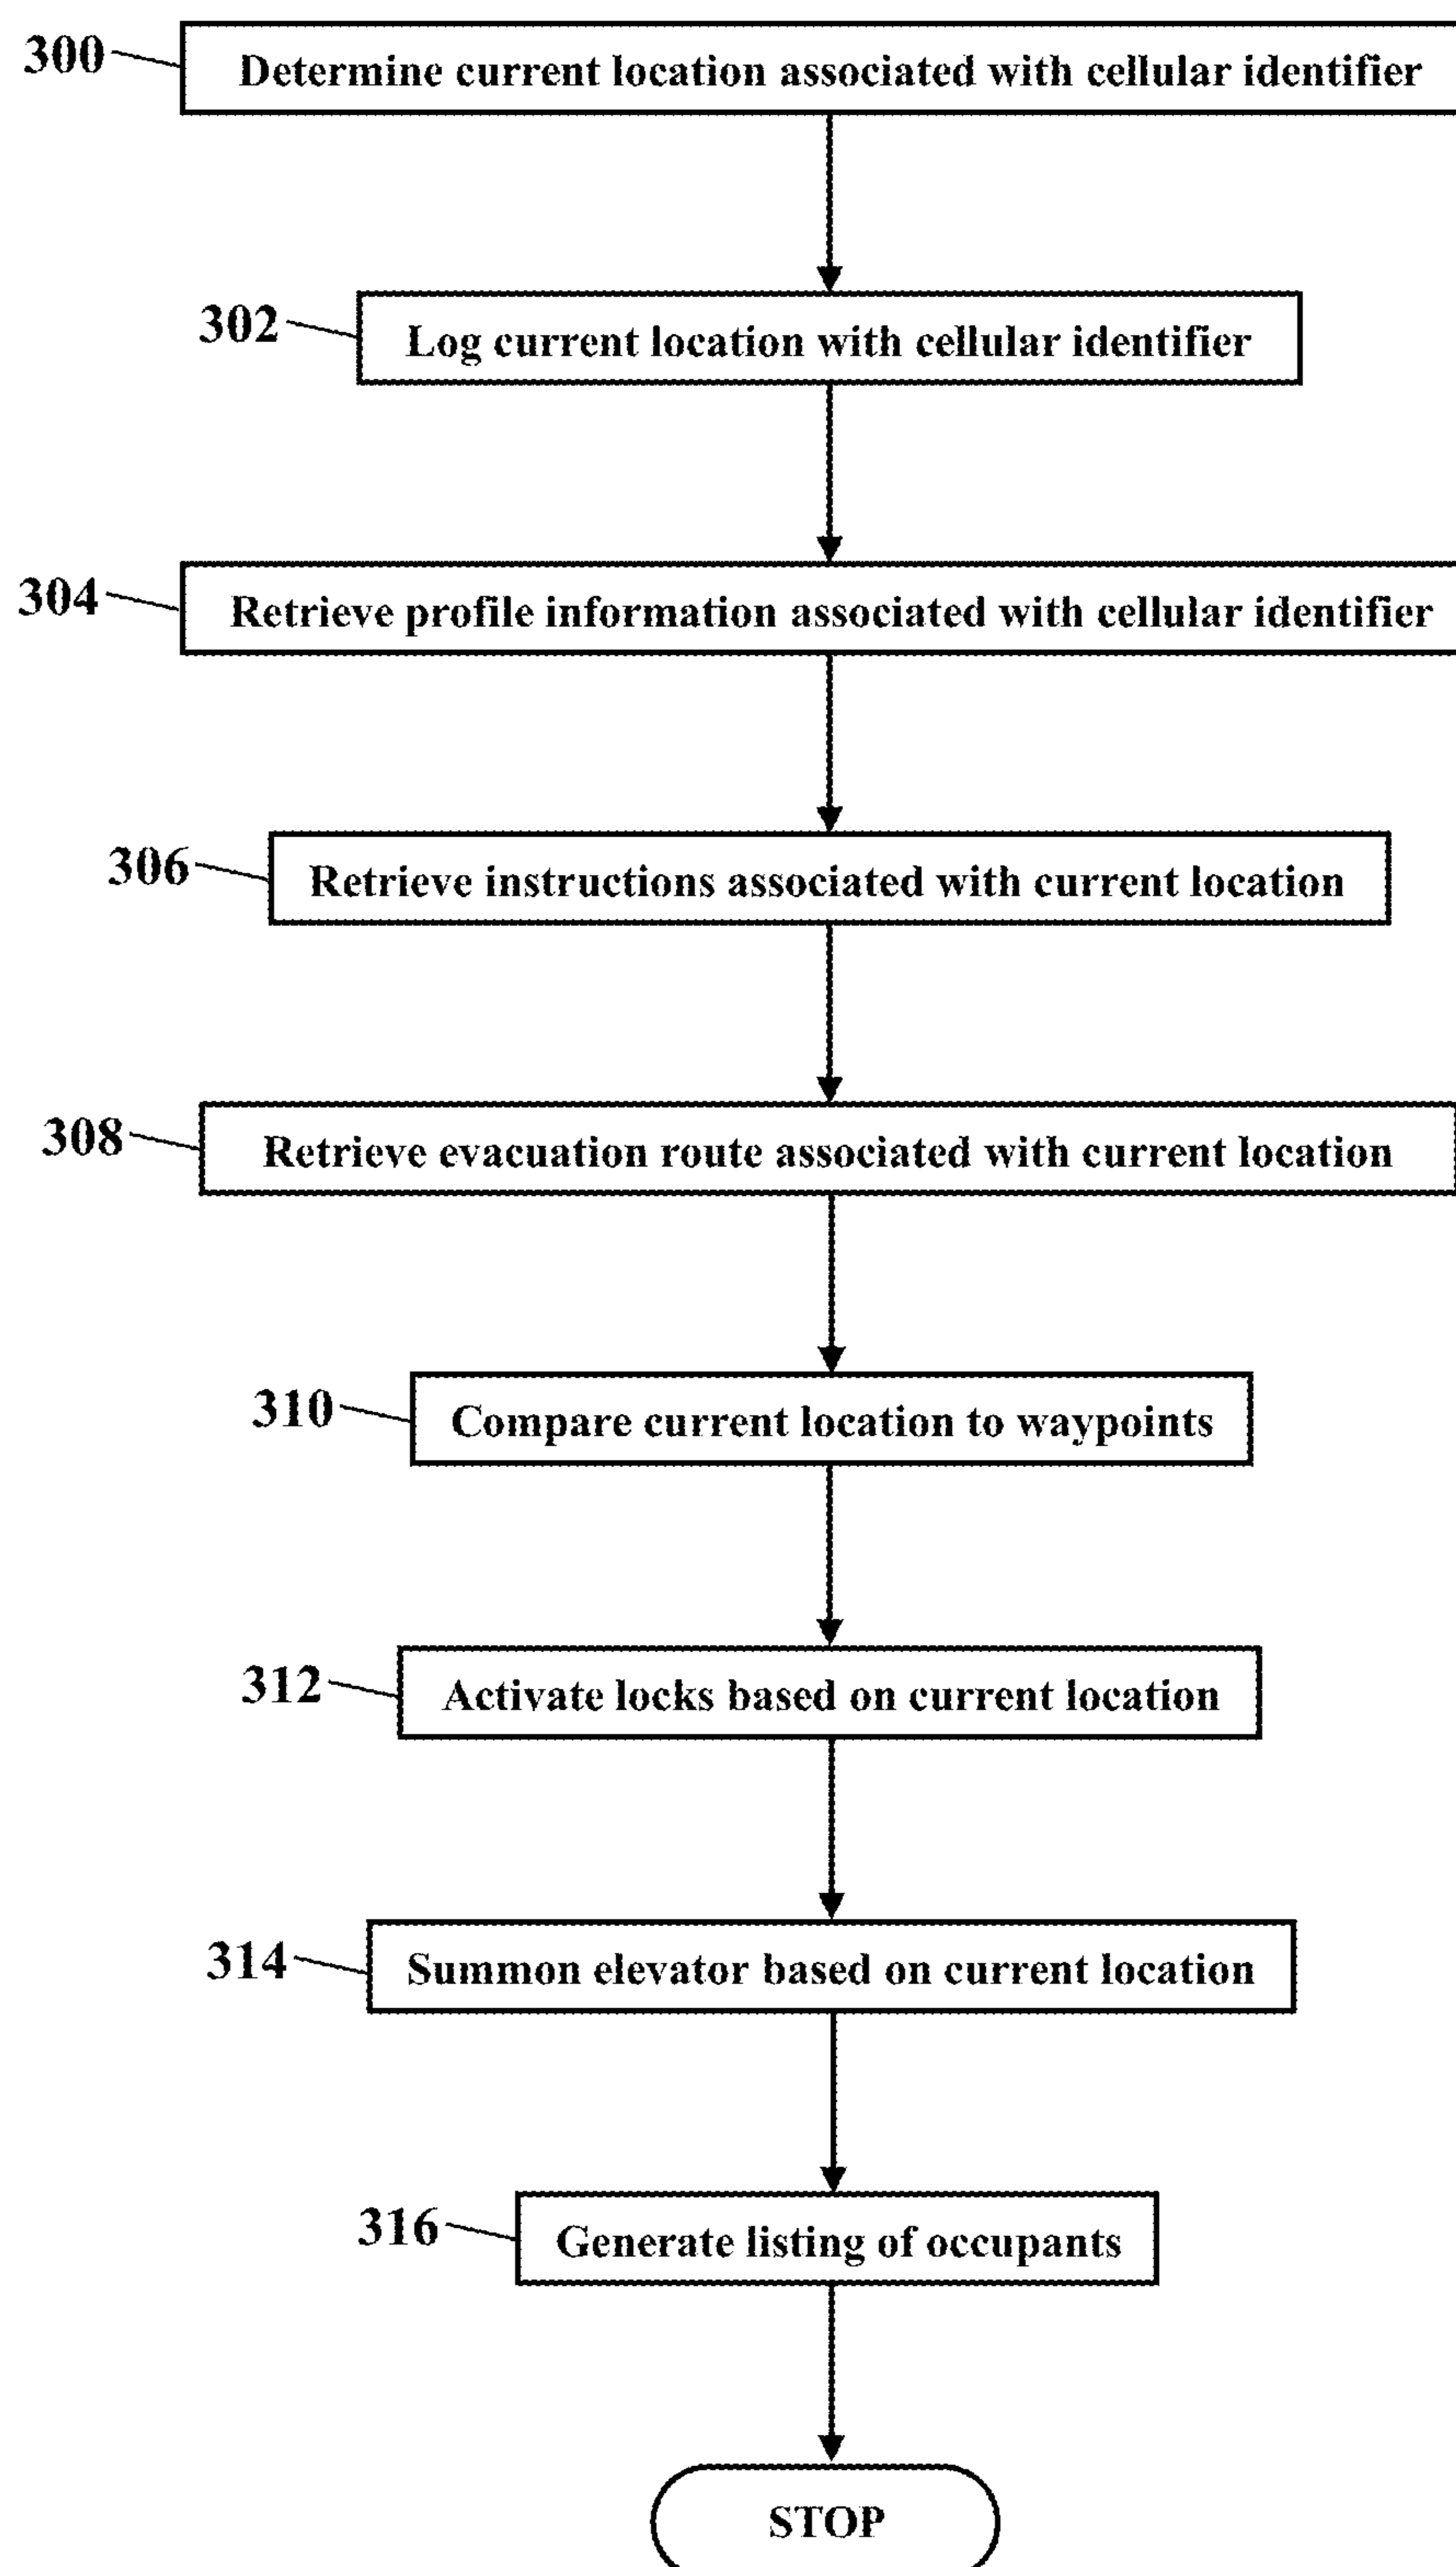 300 Determine current location associated with cellular identifier
302 Log current location with cellular identifier
304 Retrieve profile information associated with cellular identifier
306 Retrieve instructions associated with current location
308 Retrieve evacuation route associated with current location
310 Compare current location to waypoints
312 Activate locks based on current location
314 Summon elevator based on current location
316 Generate listing of occupants
STOP